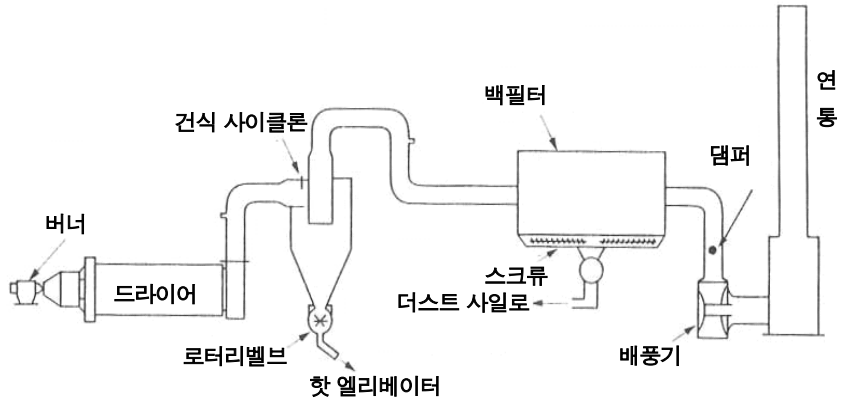 연
통
백필터
건식 사이클론
댐퍼
버너
드라이어
스크류
더스트 사일로
로터리벨브
배풍기
핫 엘리베이터